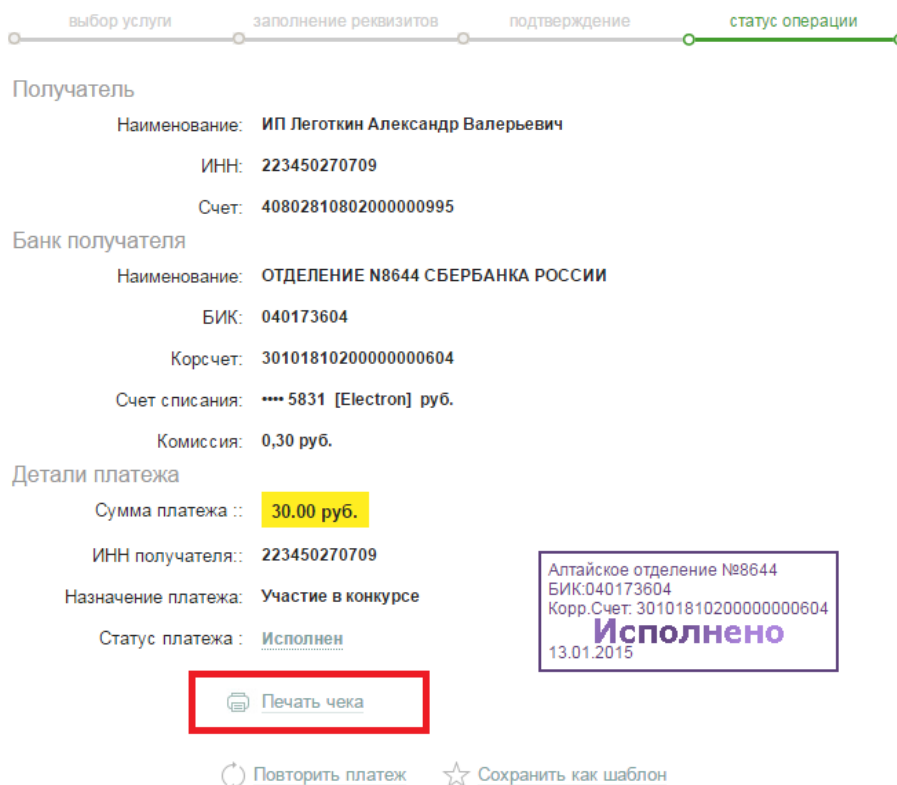 выбор услуги заполнение реквизитов подтверждение статус операции
Получатель
Наименование: ИП Леготкин Александр Валерьевич
ИНН: 223450270709
Счет: 40802810802000000995
Банк получателя
Наименование: ОТДЕЛЕНИЕ N8644 СБЕРБАНКА РОССИИ
БИК: 040173604
Корсчет: 30101810200000000604
Счет списания: •••• 5831 [Electron] руб.
Комиссия: 0,30 руб.
Детали платежа
Сумма платежа :: 30.00 руб.
ИНН получателя:: 223450270709
Назначение платежа: Участие в конкурсе
Статус платежа : Исполнен
Алтайское отделение №8644
БИК:040173604
Корр.Счет: 30101810200000000604
Исполнено
13.01.2015
Печать чека
Повторить платеж Сохранить как шаблон